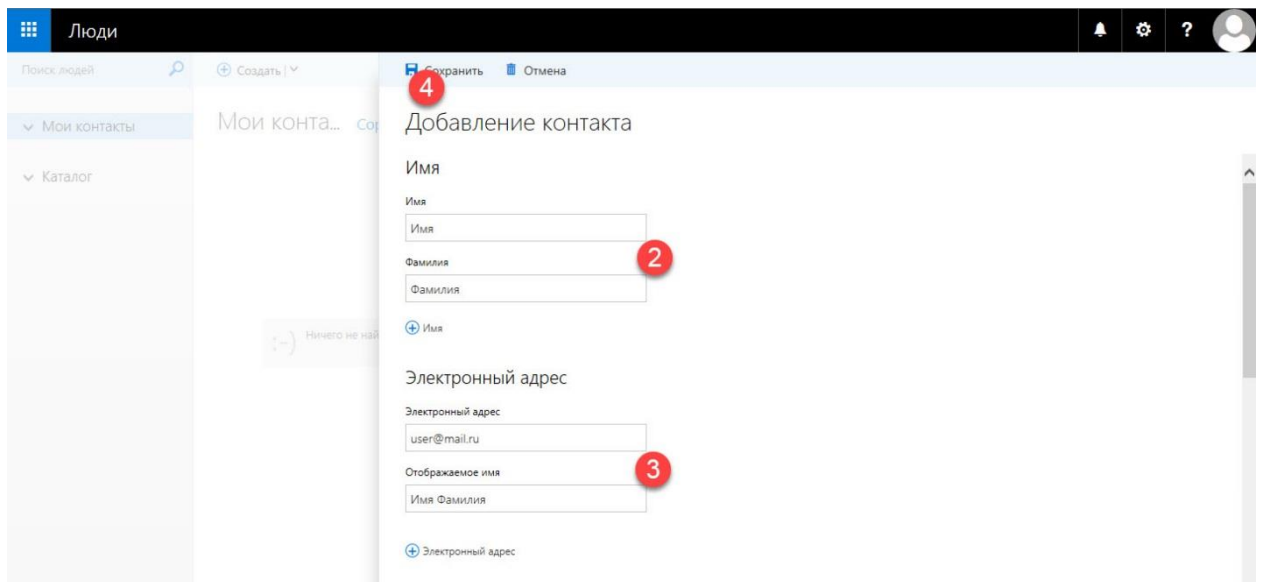 Люди
?
Поиск людей
Создать
Сохранить
Отмена
4
Мои контакты
Мои конта...
Добавление контакта
Каталог
Имя
Имя
Имя
2
Фамилия
Фамилия
Имя
:-)
Ничего не
Электронный адрес
Электронный адрес
user@mail.ru
Отображаемое имя
3
Имя Фамилия
Электронный адрес